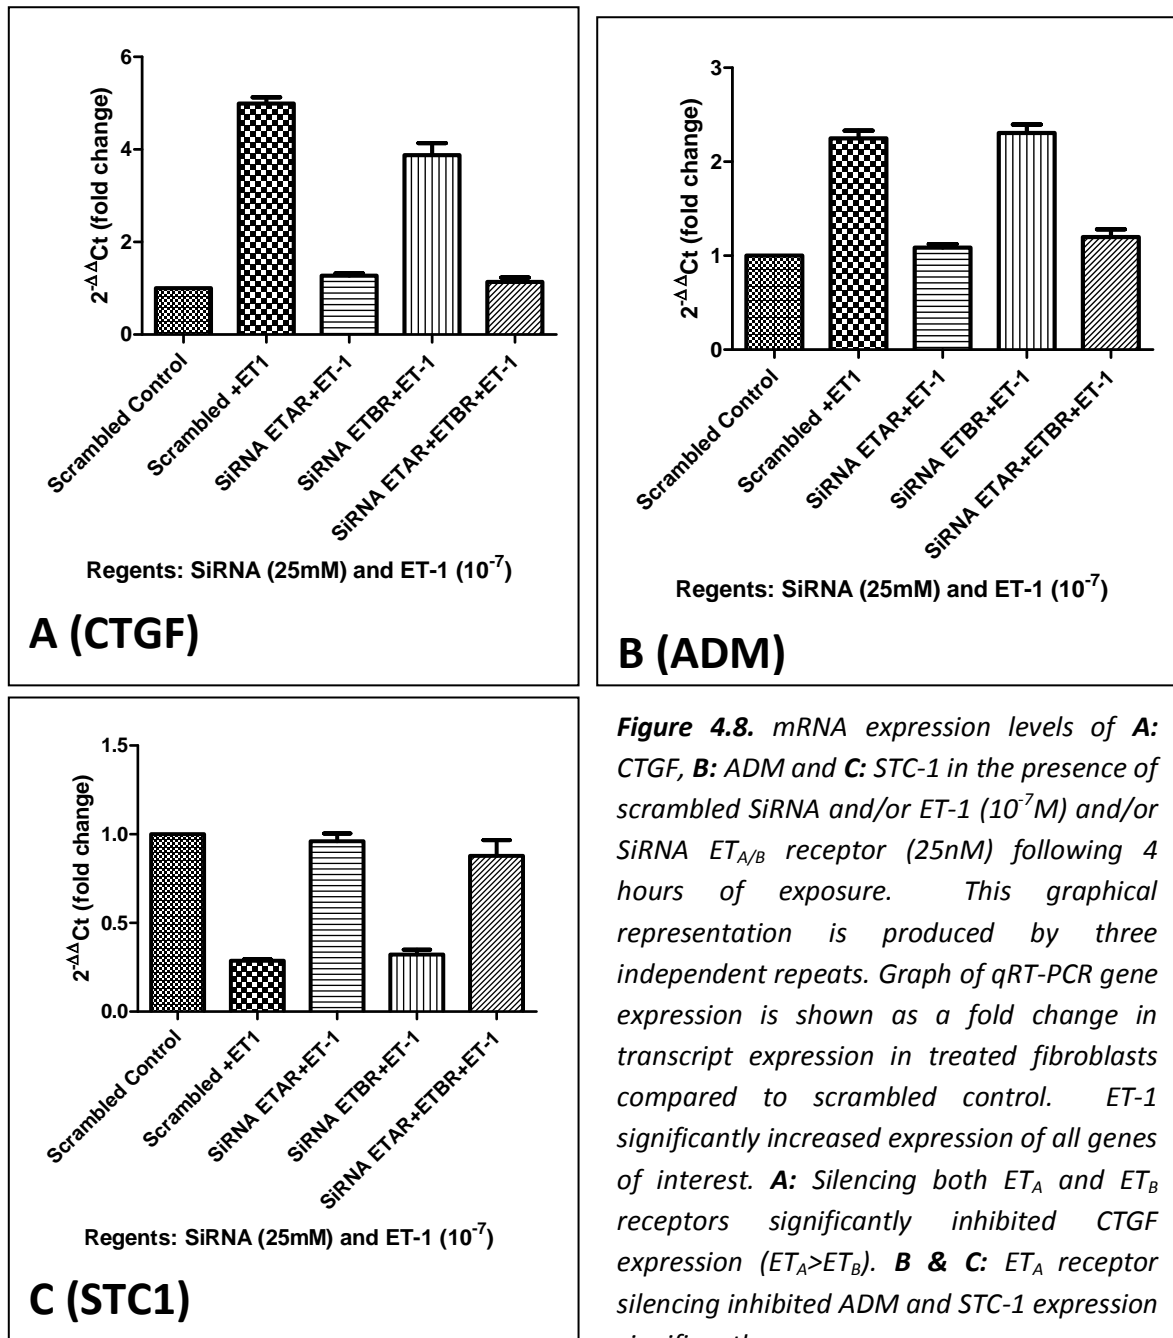 6
4
2
0
2-ΔΔCt (fold change)
Scrambled Control
Scrambled +ET1
SiRNA ETAR+ET-1
SiRNA ETBR+ET-1
SiRNA ETAR+ETBR+ET-1
Regents: SiRNA (25mM) and ET-1 (10-7)
A (CTGF)
3
2
1
0
2-ΔΔCt (fold change)
Scrambled Control
Scrambled +ET1
SiRNA ETAR+ET-1
SiRNA ETBR+ET-1
SiRNA ETAR+ETBR+ET-1
Regents: SiRNA (25mM) and ET-1 (10-7)
B (ADM)
1.5
1.0
0.5
0.0
2-ΔΔCt (fold change)
Scrambled Control
Scrambled +ET1
SiRNA ETAR+ET-1
SiRNA ETBR+ET-1
SiRNA ETAR+ETBR+ET-1
Regents: SiRNA (25mM) and ET-1 (10-7)
C (STC1)
Figure 4.8. mRNA expression levels of A:
CTGF, B: ADM and C: STC-1 in the presence of
scrambled SiRNA and/or ET-1 (10-7M) and/or
SiRNA ETA/B receptor (25nM) following 4
hours of exposure. This graphical
representation is produced by three
independent repeats. Graph of qRT-PCR gene
expression is shown as a fold change in
transcript expression in treated fibroblasts
compared to scrambled control. ET-1
significantly increased expression of all genes
of interest. A: Silencing both ETA and ETB
receptors significantly inhibited CTGF
expression (ETA>ETB). B & C: ETA receptor
silencing inhibited ADM and STC-1 expression